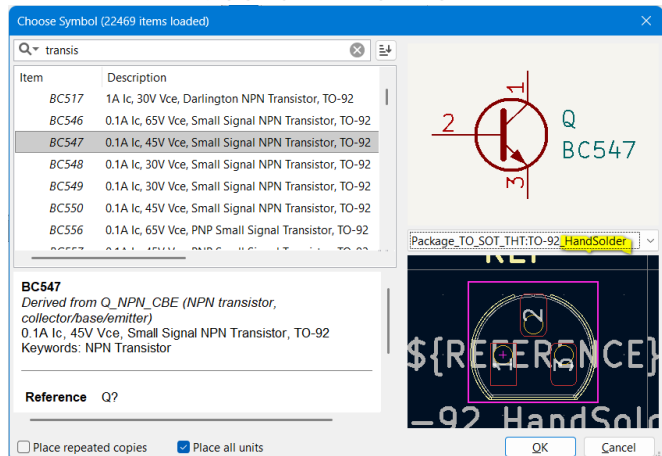 Choose Symbol (22469 items loaded)
transis
Item Description
BC517 1A Ic, 30V Vce, Darlington NPN Transistor, TO-92
BC546 0.1A Ic, 65V Vce, Small Signal NPN Transistor, TO-92
BC547 0.1A Ic, 45V Vce, Small Signal NPN Transistor, TO-92
BC548 0.1A Ic, 30V Vce, Small Signal NPN Transistor, TO-92
BC549 0.1A Ic, 30V Vce, Small Signal NPN Transistor, TO-92
BC550 0.1A Ic, 45V Vce, Small Signal NPN Transistor, TO-92
BC556 0.1A Ic, 65V Vce, PNP Small Signal Transistor, TO-92
BC547
Derived from Q_NPN_CBE (NPN transistor,
collector/base/emitter)
0.1A Ic, 45V Vce, Small Signal NPN Transistor, TO-92
Keywords: NPN Transistor
Reference Q?
Place repeated copies
Place all units
1
2
3
Q
BC547
Package_TO_SOT_THT:TO-92_HandSolder
2
${REFERENCE}
1
3
-92_HandSold
OK
Cancel